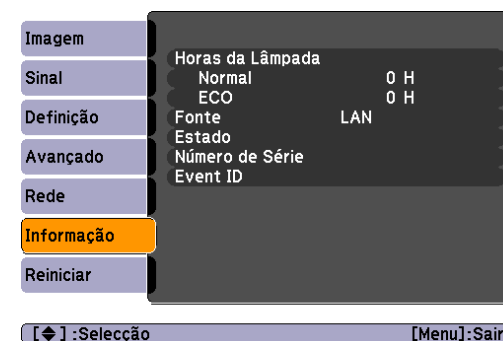 Imagem
Sinal
Definição
Avançado
Rede
Informação
Reiniciar
Horas da Lâmpada
Normal 0 H
ECO 0 H
Fonte LAN
Estado
Número de Série
Event ID
[◆] :Selecção [Menu]:Sair